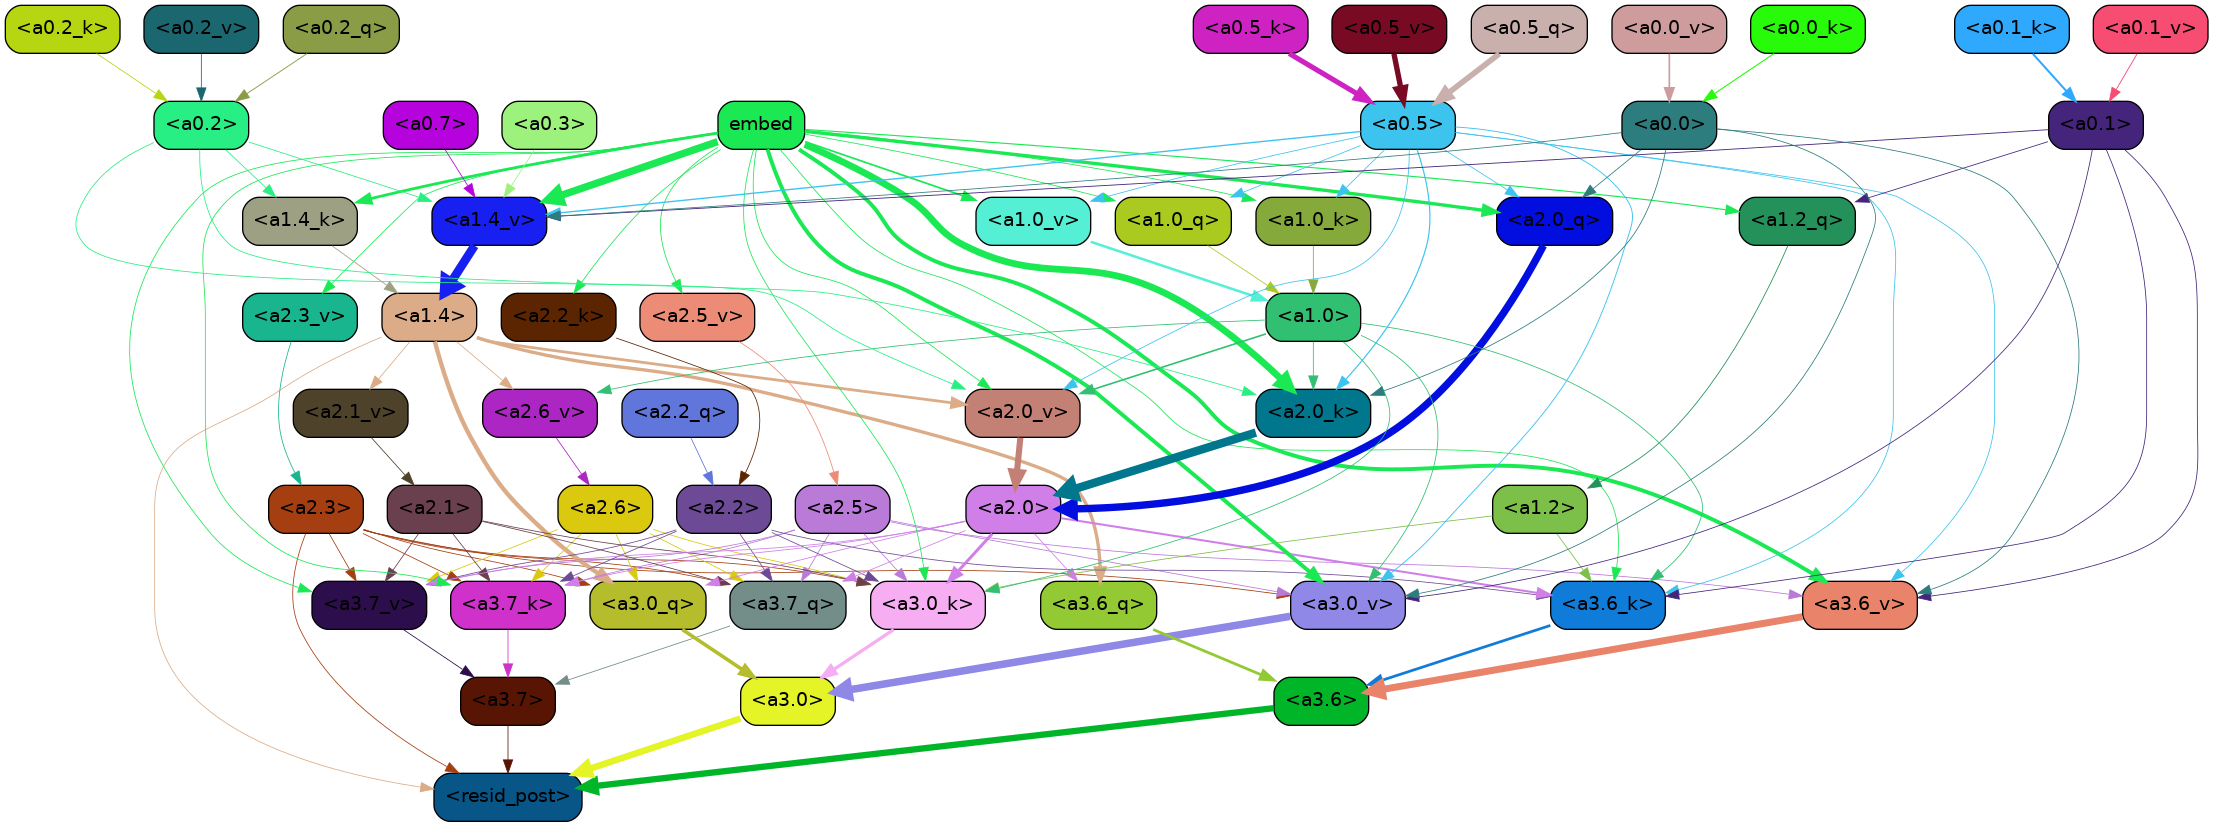 <a0.2_k> <a0.2_v> <a0.2_q> <a0.5_k> <a0.5_v> <a0.5_q> <a0.0_v> <a0.0_k> <a0.1_k> <a0.1_v>
<a0.2> <a0.7> <a0.3> embed <a0.5> <a0.0> <a0.1>
<a1.4_k> <a1.4_v> <a1.0_v> <a1.0_q> <a1.0_k> <a2.0_q> <a1.2_q>
<a2.3_v> <a1.4> <a2.2_k> <a2.5_v> <a1.0>
<a2.1_v> <a2.6_v> <a2.2_q> <a2.0_v> <a2.0_k>
<a2.3> <a2.1> <a2.6> <a2.2> <a2.5> <a2.0> <a1.2>
<a3.7_v> <a3.7_k> <a3.0_q> <a3.7_q> <a3.0_k> <a3.6_q> <a3.0_v> <a3.6_k> <a3.6_v>
<a3.7> <a3.0> <a3.6>
<resid_post>